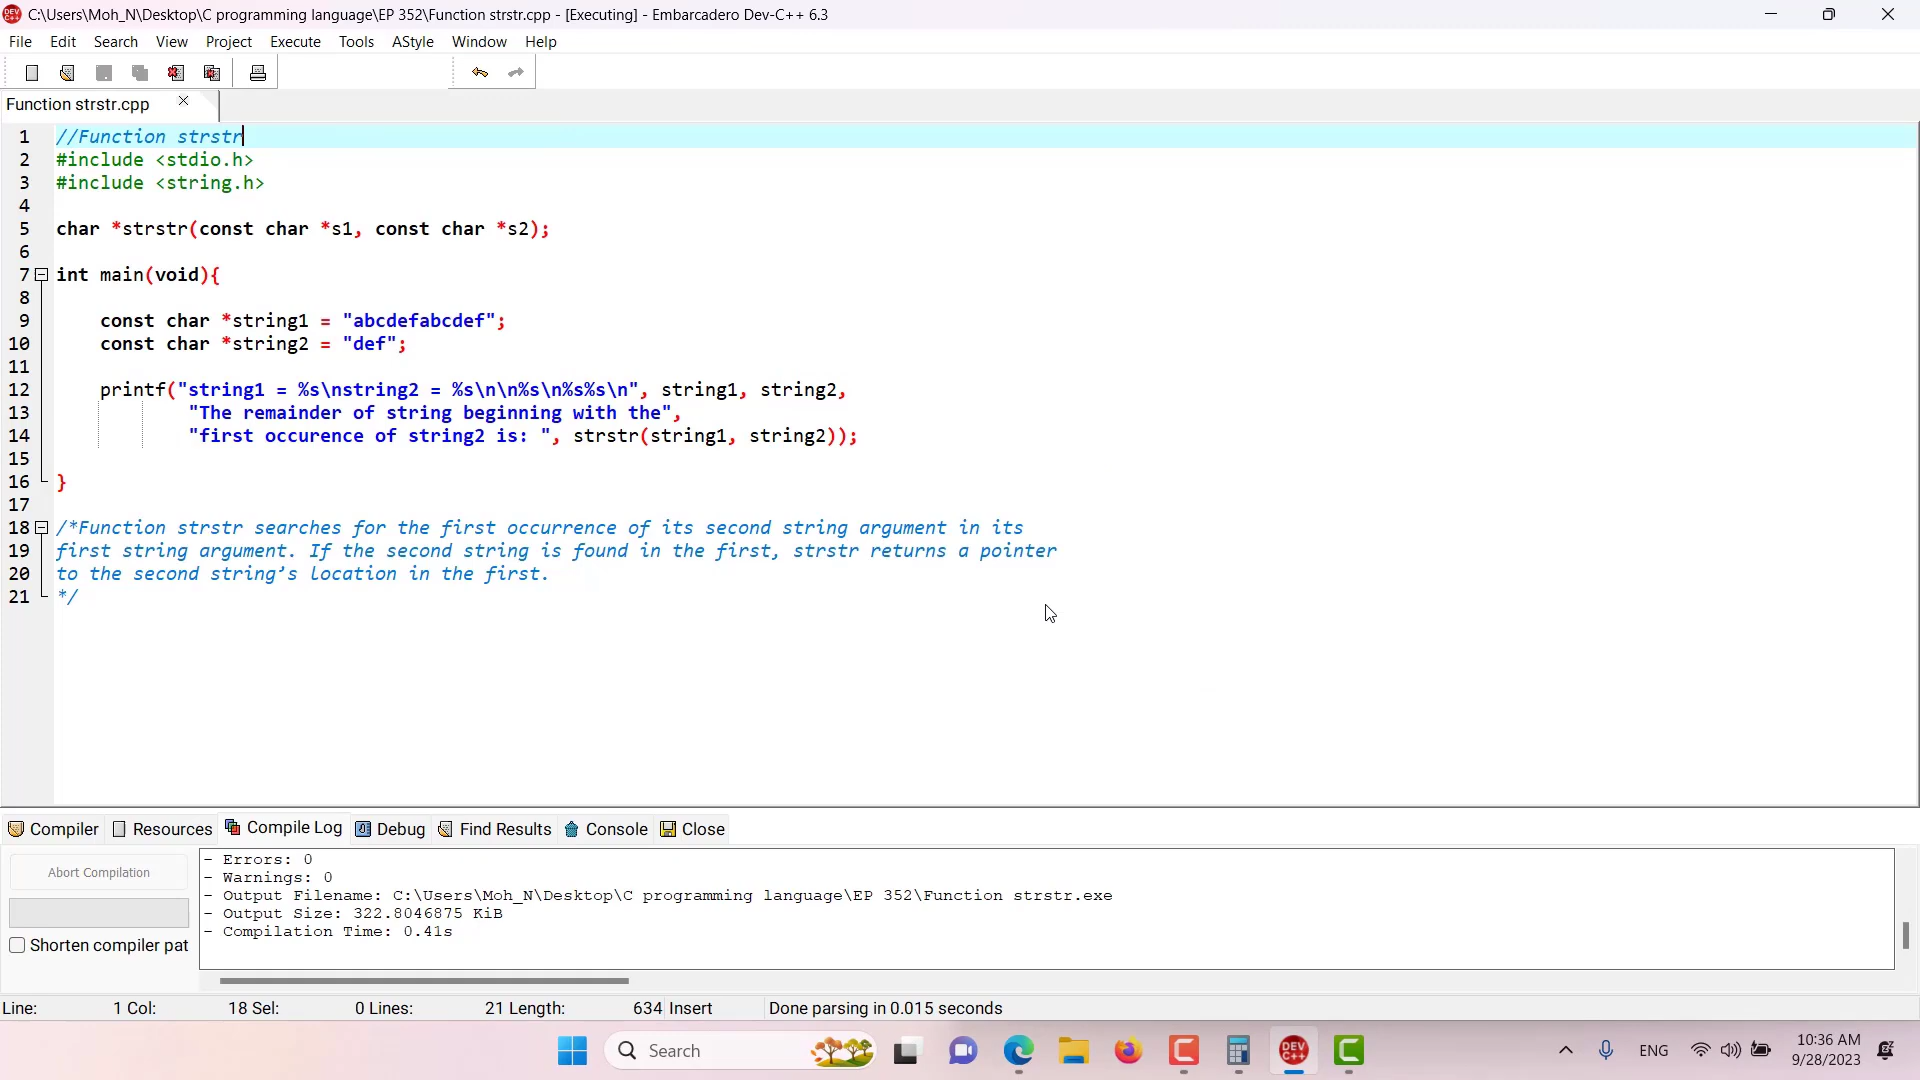 C:\Users\Moh_N\Desktop\C programming language\EP 352\Function strstr.cpp - [Executing] - Embarcadero Dev-C++ 6.3
File Edit Search View Project Execute Tools AStyle Window Help
Function strstr.cpp
1 //Function strstr
2 #include <stdio.h>
3 #include <string.h>
4
5 char *strstr(const char *s1, const char *s2);
6
7 int main(void){
8
9 const char *string1 = "abcdefabcdef";
10 const char *string2 = "def";
11
12 printf("string1 = %s\nstring2 = %s\n\n%s\n%s%s\n", string1, string2,
13 "The remainder of string beginning with the",
14 "first occurence of string2 is: ", strstr(string1, string2));
15
16 }
17
18 /*Function strstr searches for the first occurrence of its second string argument in its
19 first string argument. If the second string is found in the first, strstr returns a pointer
20 to the second string’s location in the first.
21 */
Compiler Resources Compile Log Debug Find Results Console Close
Abort Compilation
Shorten compiler pat
- Errors: 0
- Warnings: 0
- Output Filename: C:\Users\Moh_N\Desktop\C programming language\EP 352\Function strstr.exe
- Output Size: 322.8046875 KiB
- Compilation Time: 0.41s
Line: 1 Col: 18 Sel: 0 Lines: 21 Length: 634 Insert Done parsing in 0.015 seconds
Search
DEV C++
ENG
10:36 AM
9/28/2023